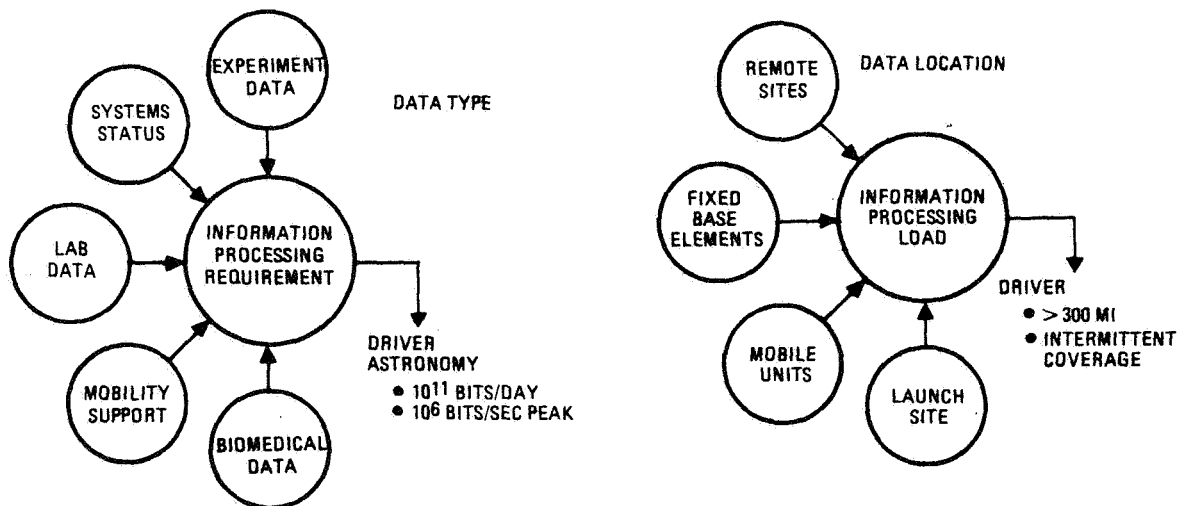 EXPERIMENT
DATA
DATA TYPE
SYSTEMS
STATUS
LAB
DATA
INFORMATION
PROCESSING
REQUIREMENT
MOBILITY
SUPPORT
BIOMEDICAL
DATA
DRIVER
ASTRONOMY
● 10¹¹ BITS/DAY
● 10⁶ BITS/SEC PEAK
REMOTE
SITES
DATA LOCATION
FIXED
BASE
ELEMENTS
INFORMATION
PROCESSING
LOAD
MOBILE
UNITS
LAUNCH
SITE
DRIVER
● > 300 MI
● INTERMITTENT
COVERAGE